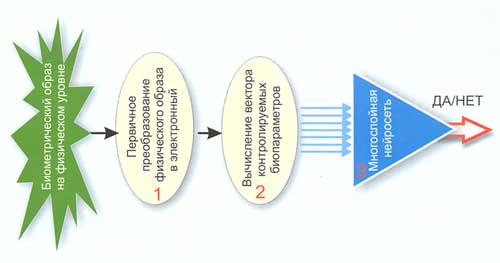 Биометрический образ
на физическом уровне
Первичное
преобразование
физического образа
в электронный
1
Вычисление вектора
контролируемых
биопараметров
2
3
Многослойная
нейросеть
ДА/НЕТ